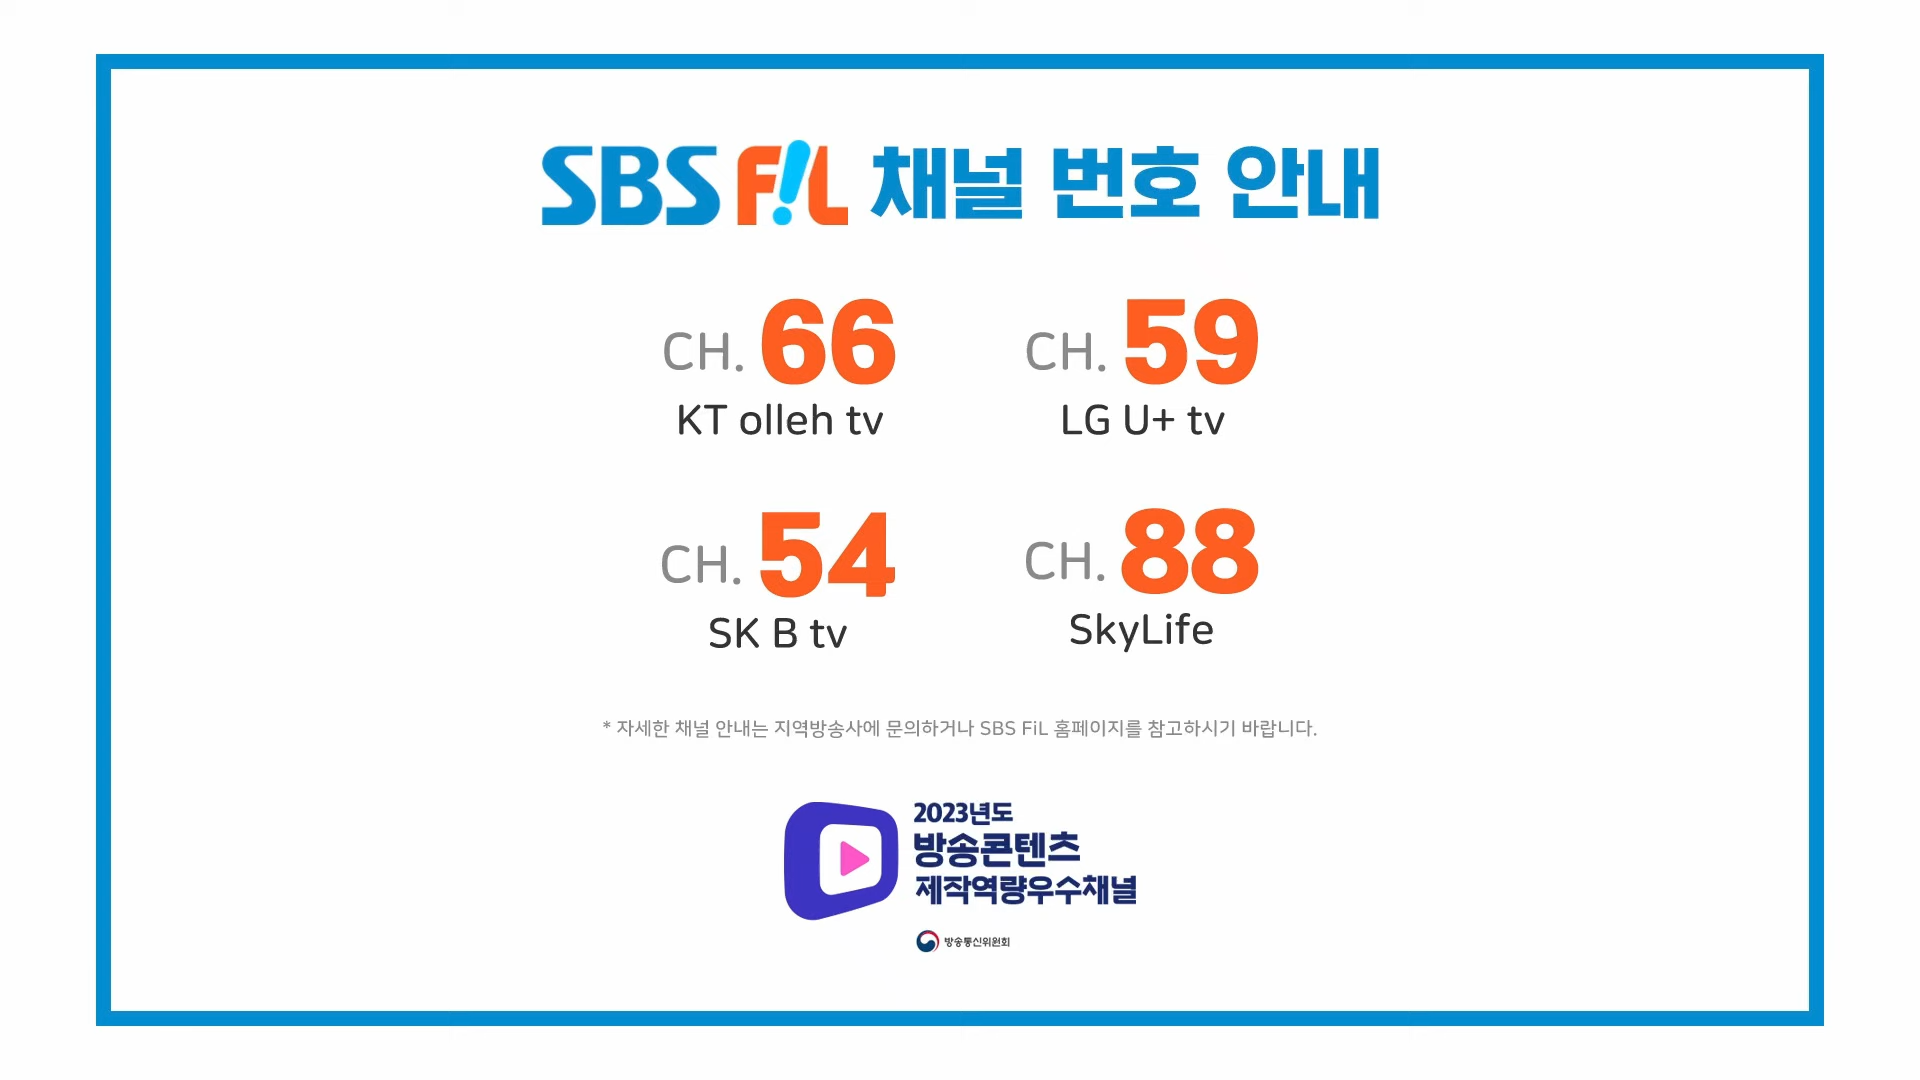 SBS FiL 채널 번호 안내
CH. 66
KT olleh tv
CH. 59
LG U+ tv
CH. 54
SK B tv
CH. 88
SkyLife
* 자세한 채널 안내는 지역방송사에 문의하거나 SBS FiL 홈페이지를 참고하시기 바랍니다.
2023년도
방송콘텐츠
제작역량우수채널
방송통신위원회